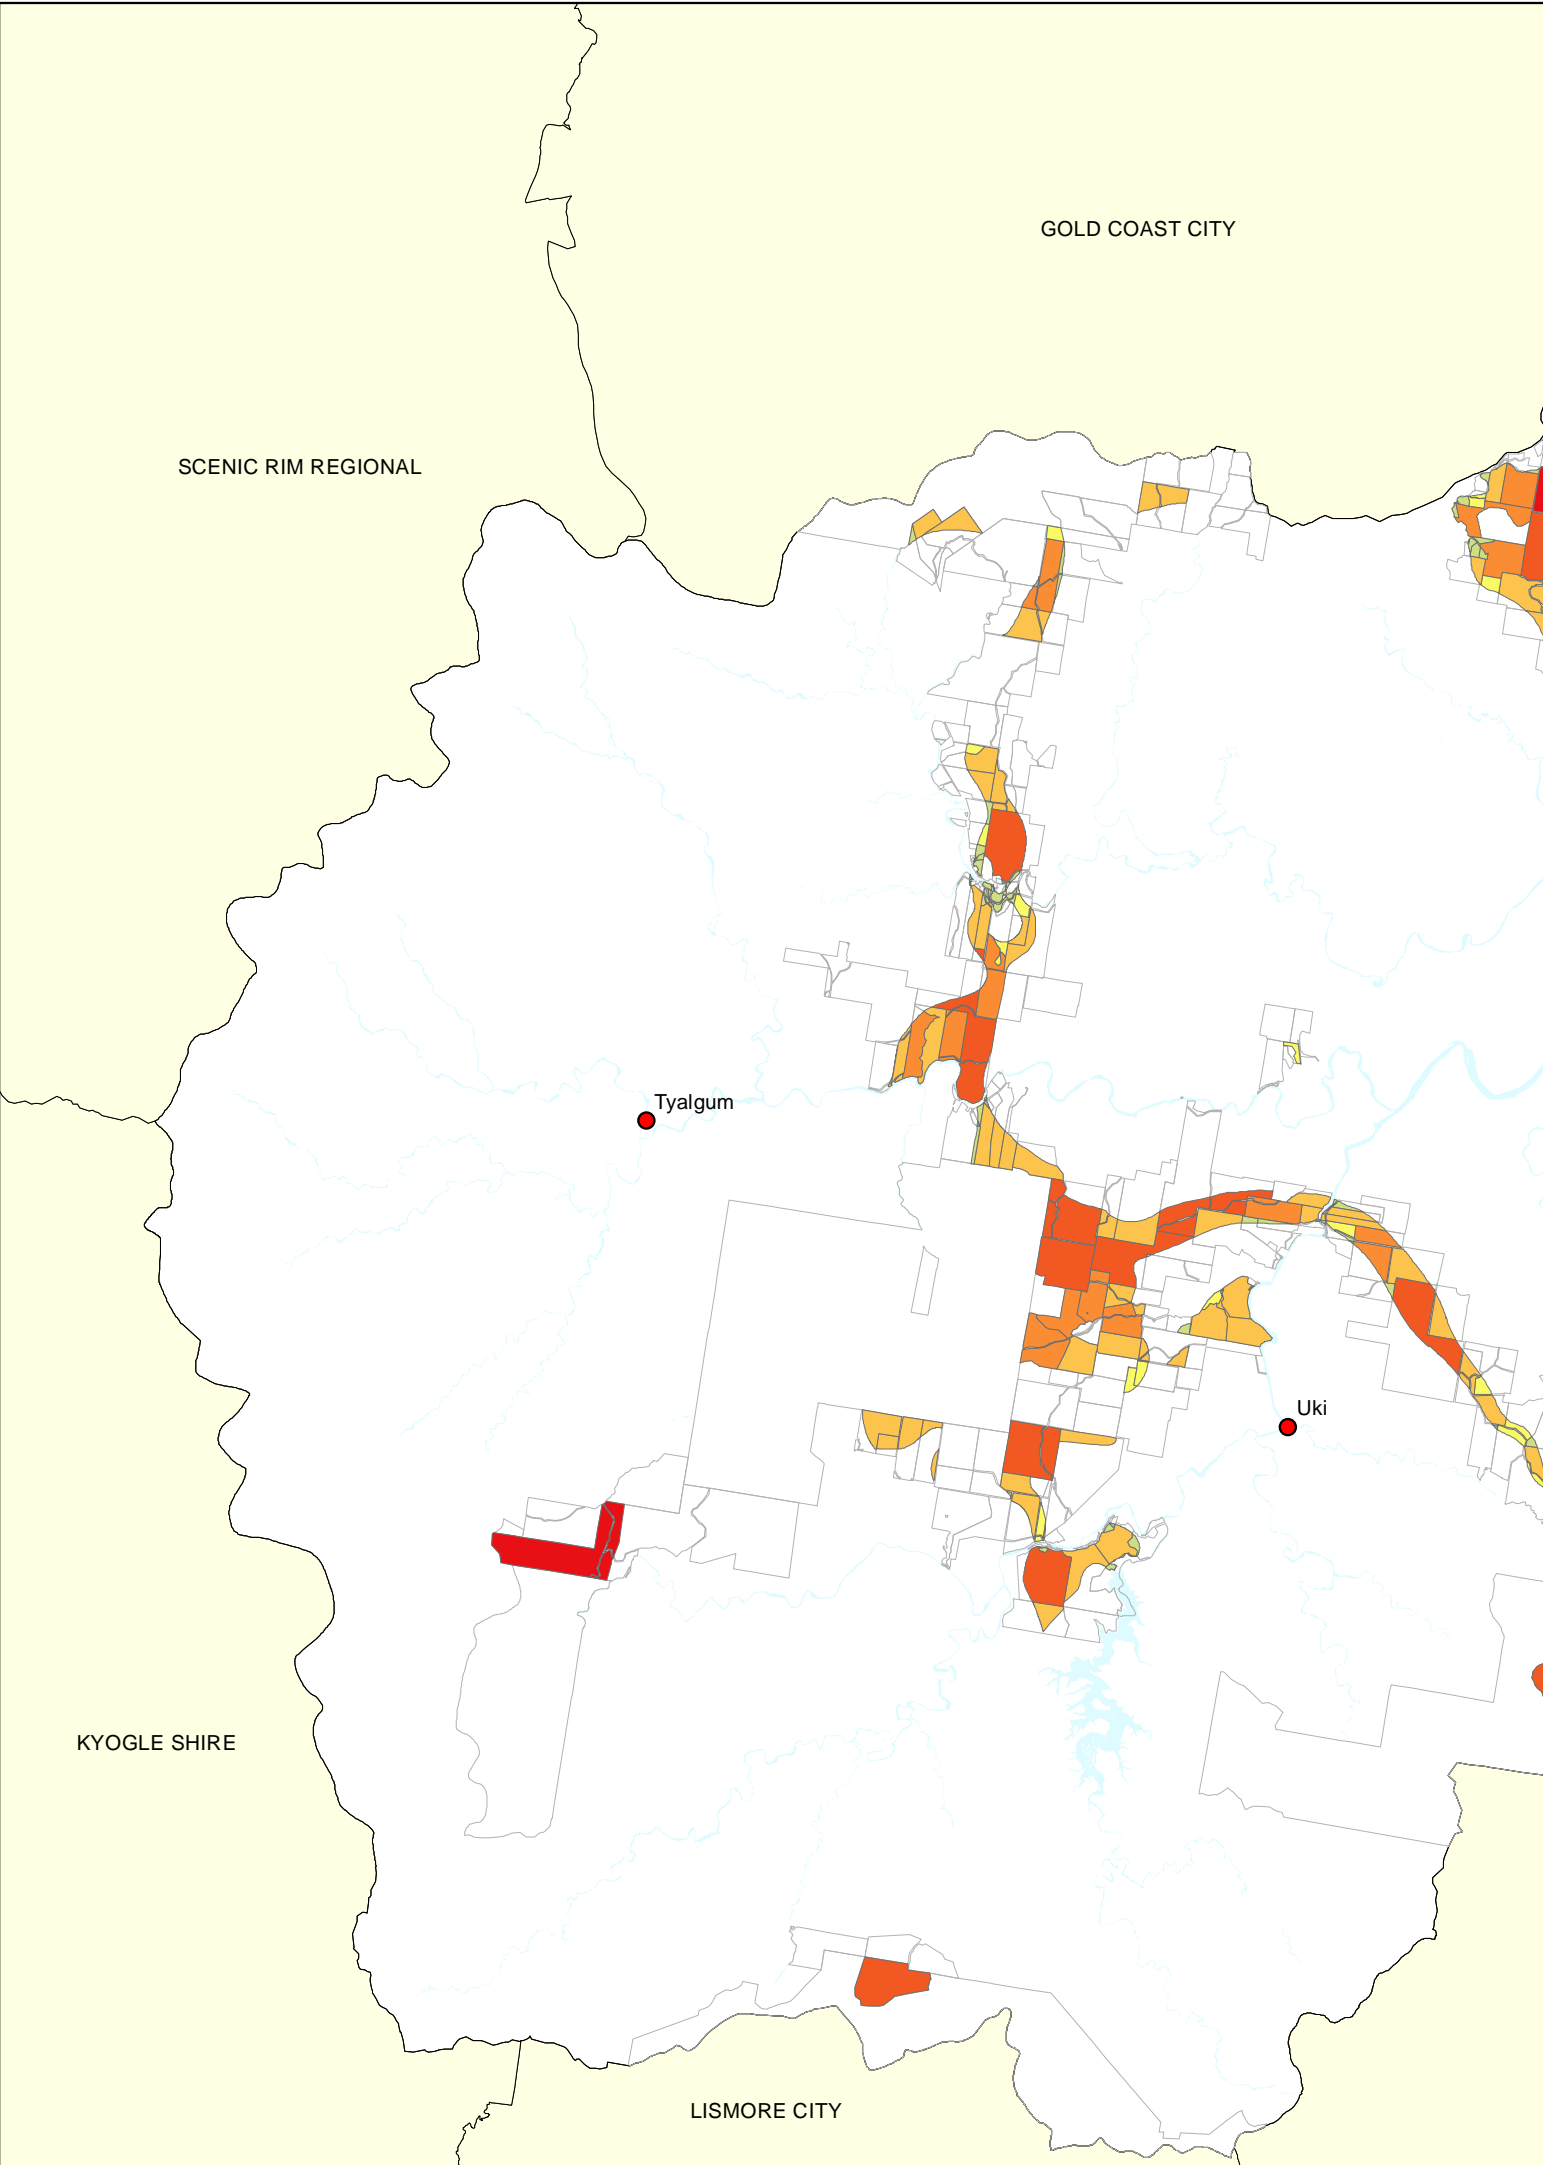 GOLD COAST CITY
SCENIC RIM REGIONAL
Tyalgum
Uki
KYOGLE SHIRE
LISMORE CITY